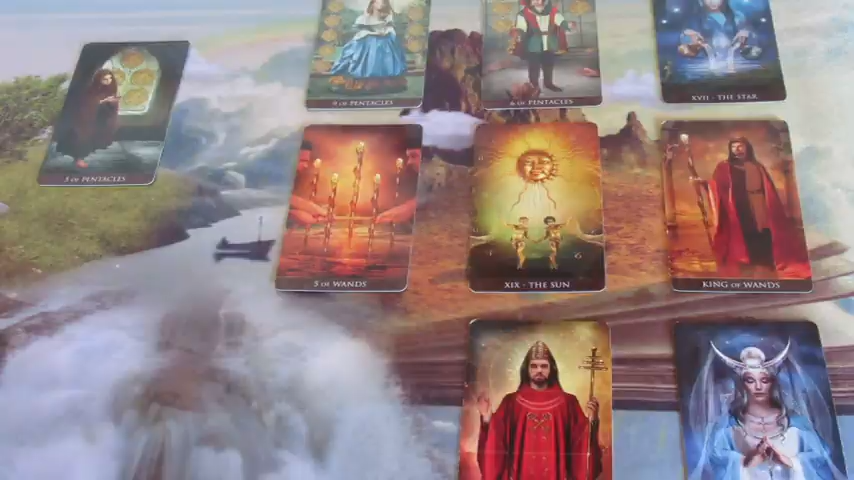 9 OF PENTACLES
6 OF PENTACLES
XVII · THE STAR
5 OF PENTACLES
5 OF WANDS
XIX · THE SUN
KING OF WANDS